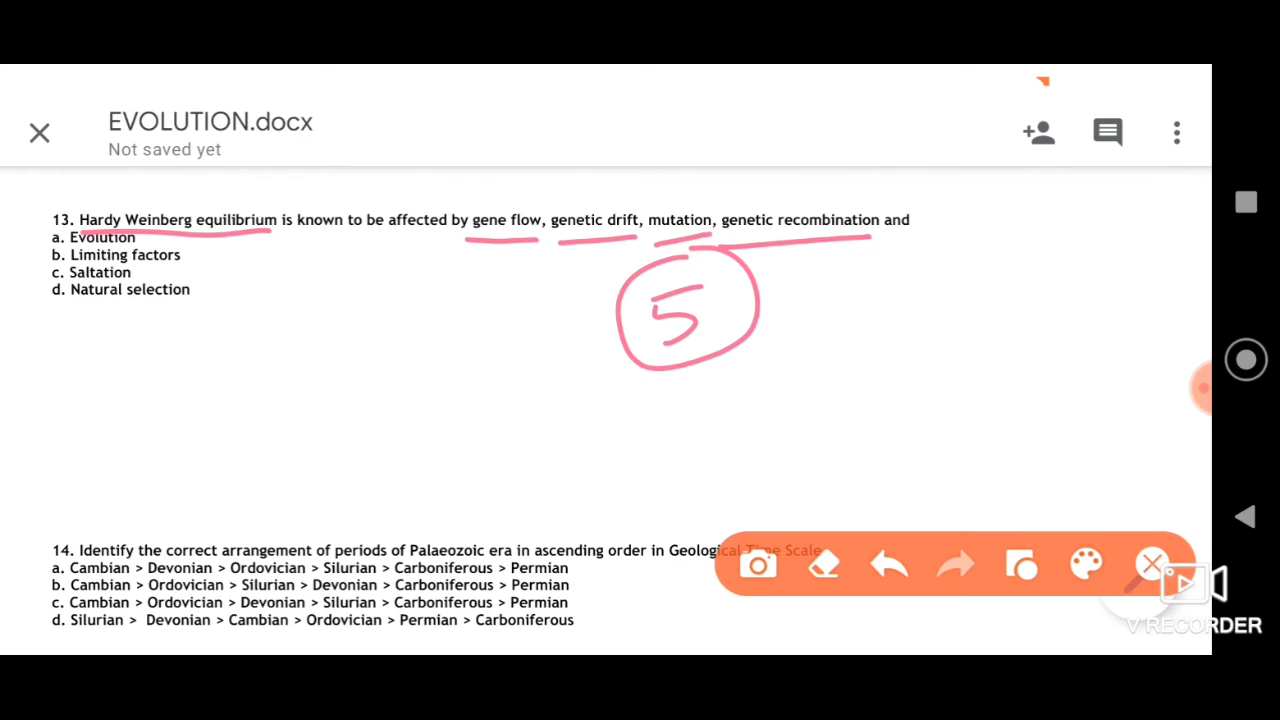 EVOLUTION.docx
Not saved yet
13. Hardy Weinberg equilibrium is known to be affected by gene flow, genetic drift, mutation, genetic recombination and
a. Evolution
b. Limiting factors
c. Saltation
d. Natural selection
5
14. Identify the correct arrangement of periods of Palaeozoic era in ascending order in Geological Time Scale
a. Cambian > Devonian > Ordovician > Silurian > Carboniferous > Permian
b. Cambian > Ordovician > Silurian > Devonian > Carboniferous > Permian
c. Cambian > Ordovician > Devonian > Silurian > Carboniferous > Permian
d. Silurian > Devonian > Cambian > Ordovician > Permian > Carboniferous
V RECORDER